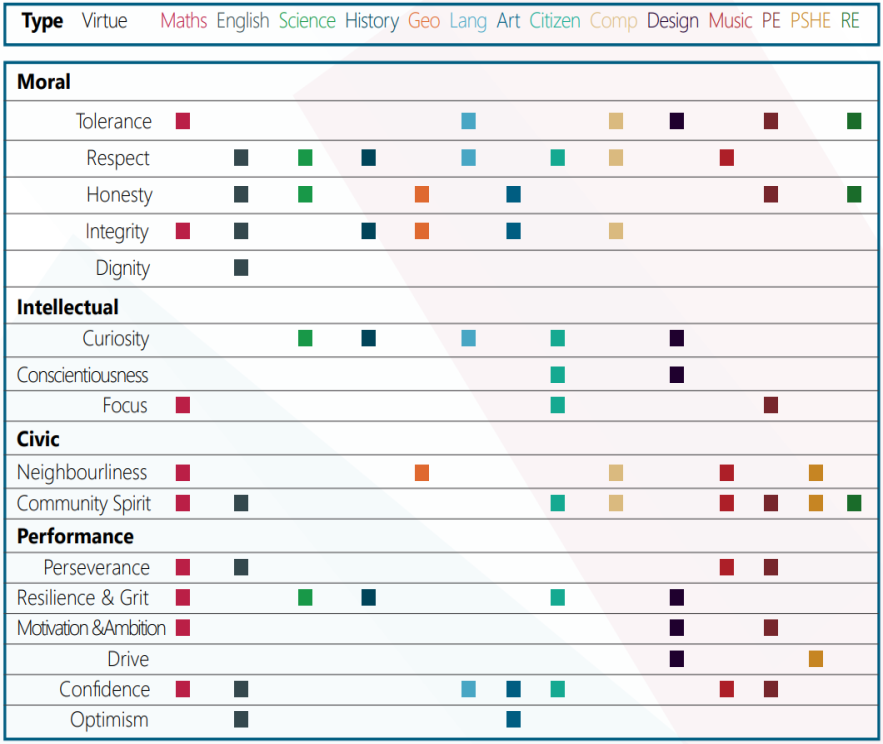 Type Virtue Maths English Science History Geo Lang Art Citizen Comp Design Music PE PSHE RE
Moral
Tolerance
Respect
Honesty
Integrity
Dignity
Intellectual
Curiosity
Conscientiousness
Focus
Civic
Neighbourliness
Community Spirit
Performance
Perseverance
Resilience & Grit
Motivation &Ambition
Drive
Confidence
Optimism